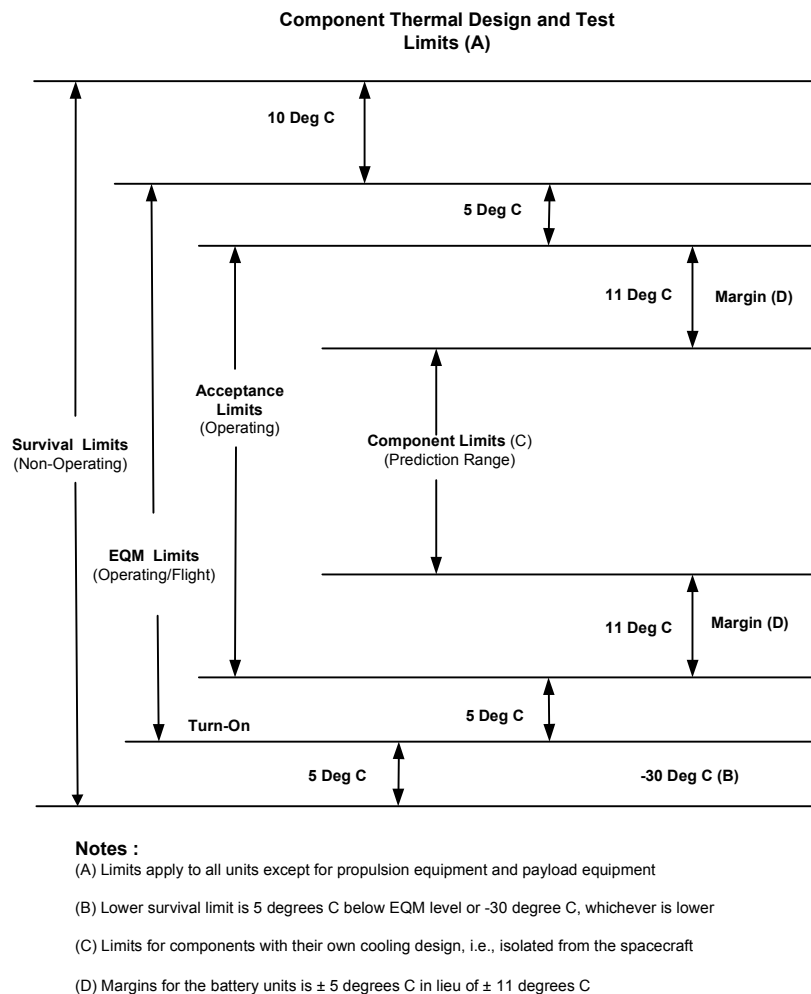 Component Thermal Design and Test
Limits (A)
10 Deg C
5 Deg C
11 Deg C
Margin (D)
Acceptance
Limits
(Operating)
Survival Limits
(Non-Operating)
Component Limits (C)
(Prediction Range)
EQM Limits
(Operating/Flight)
11 Deg C
Margin (D)
5 Deg C
Turn-On
5 Deg C
-30 Deg C (B)
Notes :
(A) Limits apply to all units except for propulsion equipment and payload equipment
(B) Lower survival limit is 5 degrees C below EQM level or -30 degree C, whichever is lower
(C) Limits for components with their own cooling design, i.e., isolated from the spacecraft
(D) Margins for the battery units is ± 5 degrees C in lieu of ± 11 degrees C